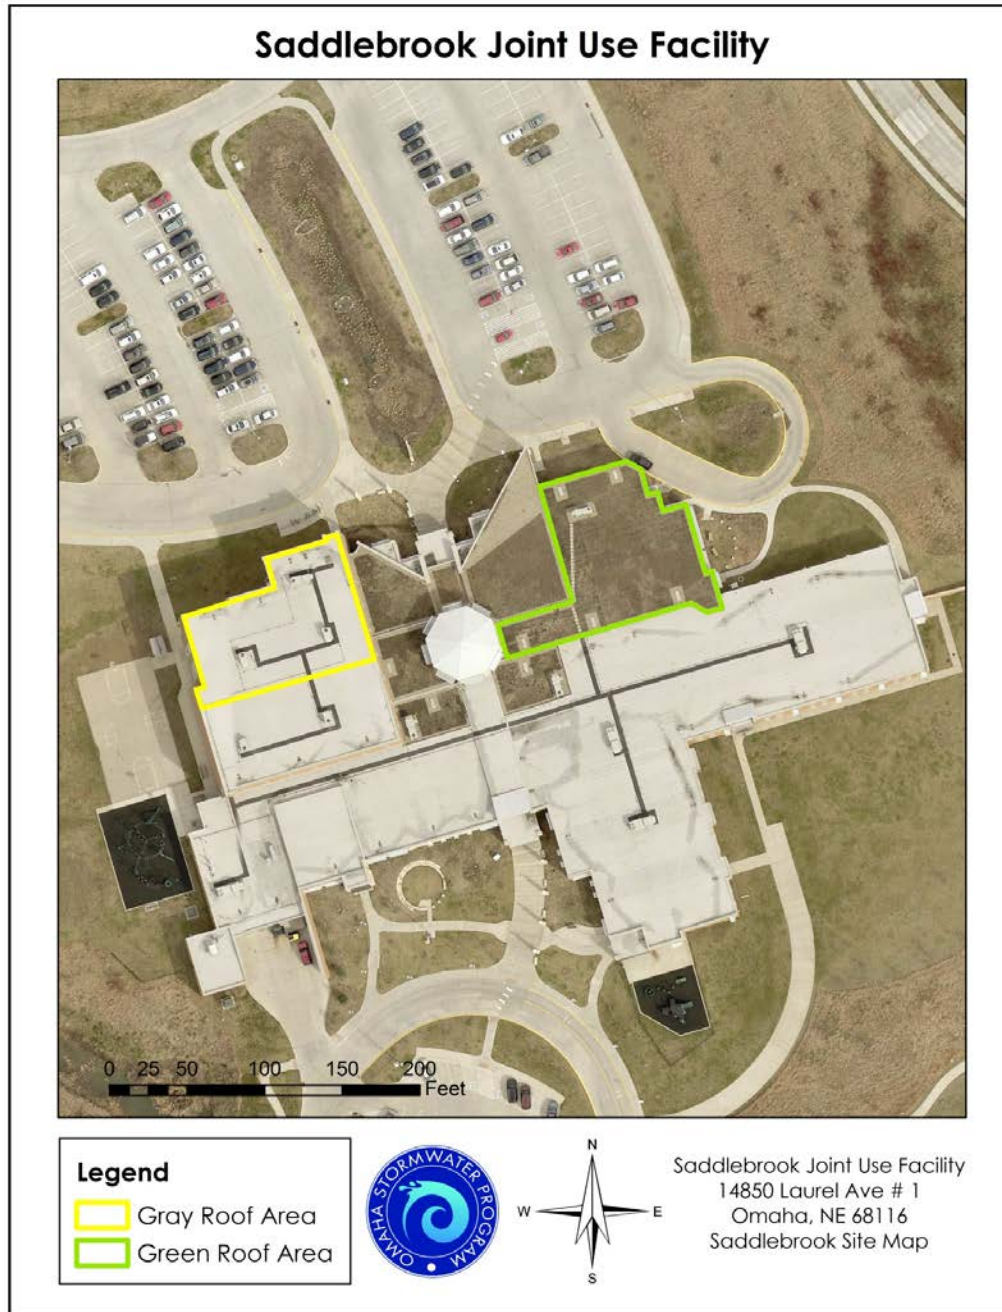 Saddlebrook Joint Use Facility
0 25 50 100 150 200
Feet
Legend
Gray Roof Area
Green Roof Area
OMAHA STORMWATER PROGRAM
N
W E
S
Saddlebrook Joint Use Facility
14850 Laurel Ave # 1
Omaha, NE 68116
Saddlebrook Site Map